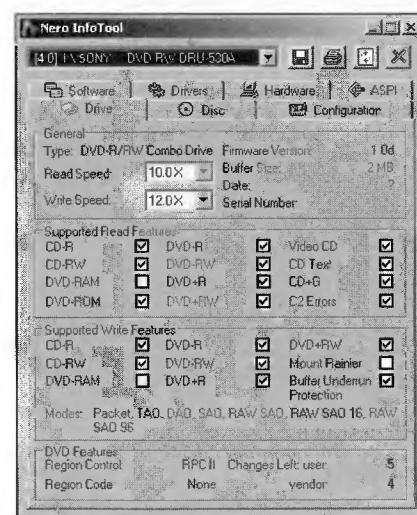 Nero InfoTool
[4 0] I:\ SONY DVD RW DRU-500A
Software Drivers Hardware ASPI
Drive Disc Configuration
General
Type: DVD-R/RW Combo Drive Firmware Version: 1.0d
Read Speed: 10.0 X Buffer Size: 2 MB
Date: ?
Write Speed: 12.0 X Serial Number
Supported Read Features
CD-R DVD-R Video CD
CD-RW DVD-RW CD Text
DVD-RAM DVD+R CD+G
DVD-ROM DVD+RW C2 Errors
Supported Write Features
CD-R DVD-R DVD+RW
CD-RW DVD-RW Mount Rainier
DVD-RAM DVD+R Buffer Underrun
Protection
Modes: Packet, TAO, DAO, SAO, RAW SAO, RAW SAO 16, RAW
SAO 96
DVD Features
Region Control RPC II Changes Left: user 5
Region Code None vendor 4